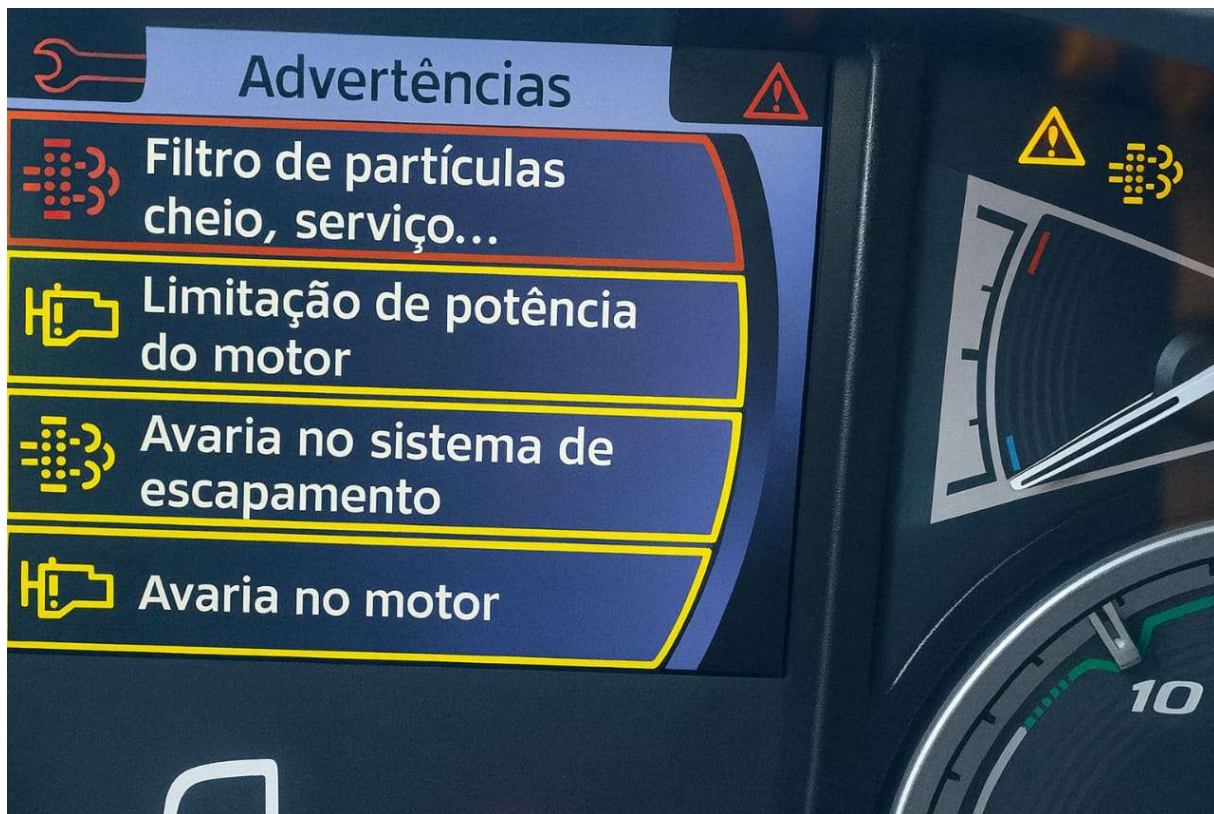 Advertências
Filtro de partículas
cheio, serviço...
Limitação de potência
do motor
Avaria no sistema de
escapamento
Avaria no motor
10